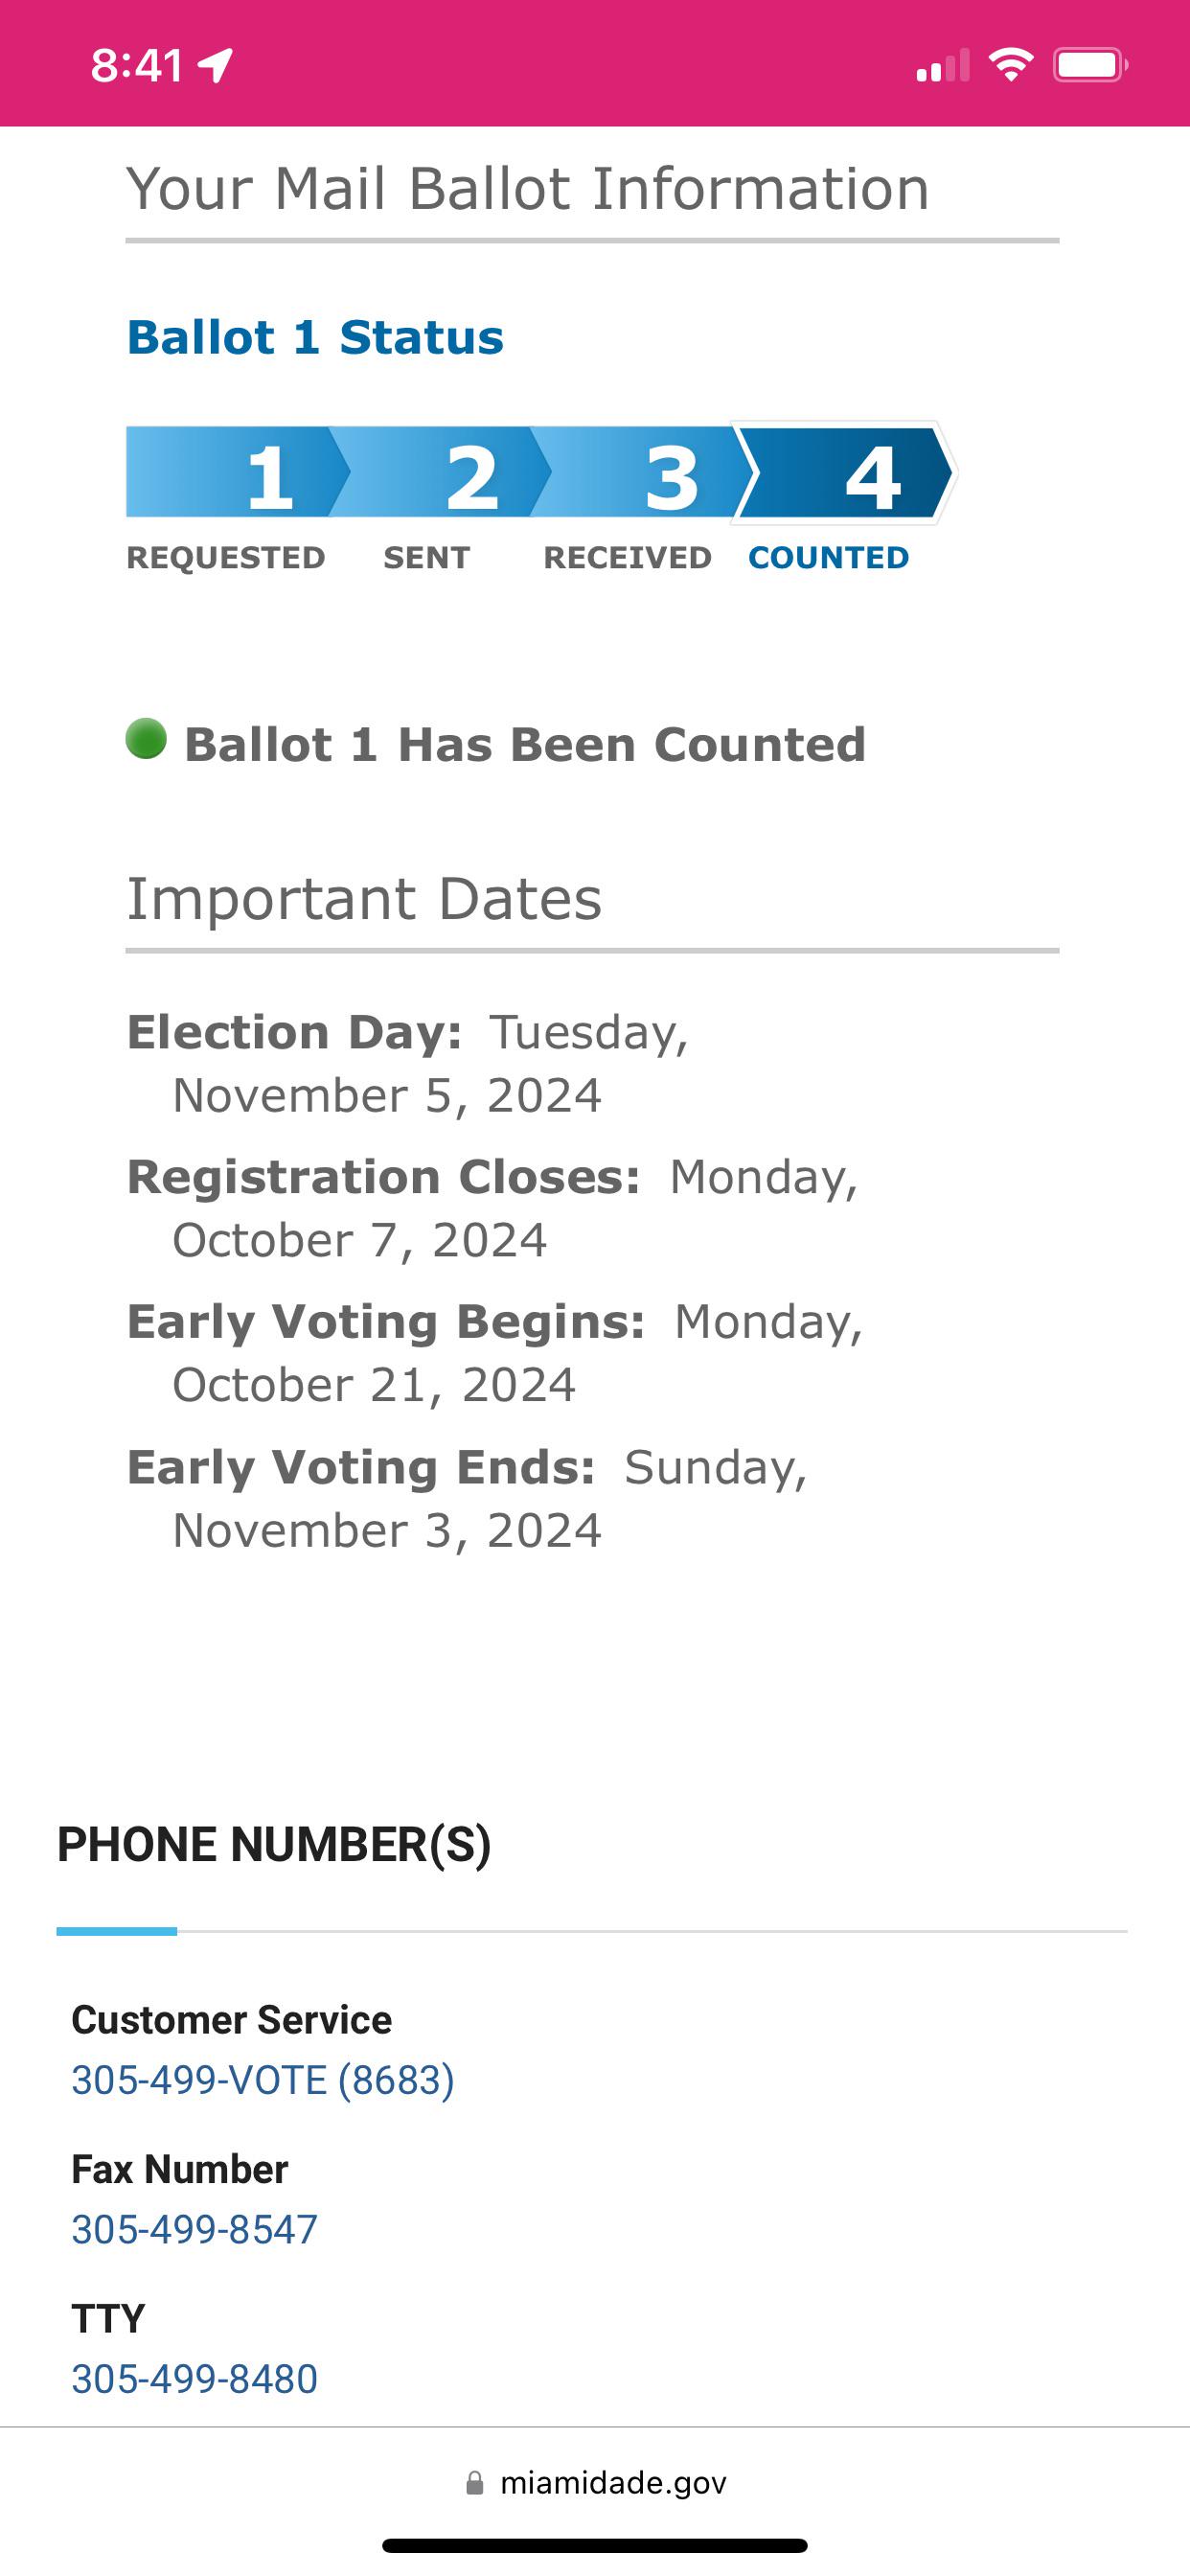 8:41
Your Mail Ballot Information
Ballot 1 Status
1 2 3 4
REQUESTED SENT RECEIVED COUNTED
Ballot 1 Has Been Counted
Important Dates
Election Day: Tuesday,
November 5, 2024
Registration Closes: Monday,
October 7, 2024
Early Voting Begins: Monday,
October 21, 2024
Early Voting Ends: Sunday,
November 3, 2024
PHONE NUMBER(S)
Customer Service
305-499-VOTE (8683)
Fax Number
305-499-8547
TTY
305-499-8480
miamidade.gov